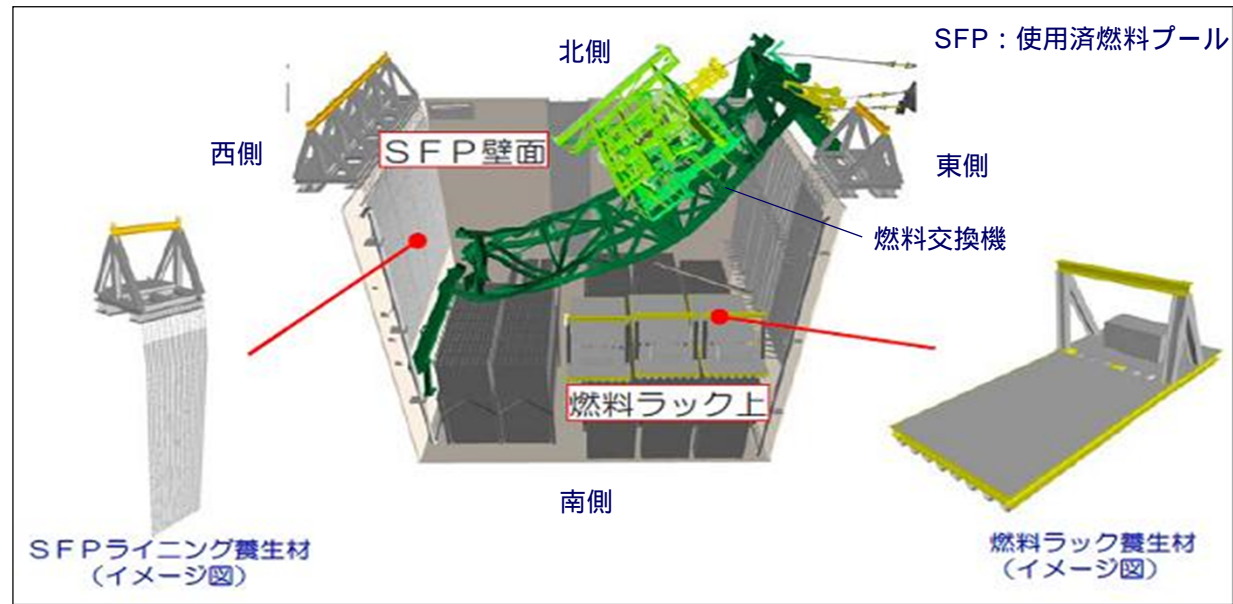 SFP：使用済燃料プール
北側
西側
SFP壁面
東側
燃料交換機
燃料ラック上
南側
SFPライニング養生材
（イメージ図）
燃料ラック養生材
（イメージ図）